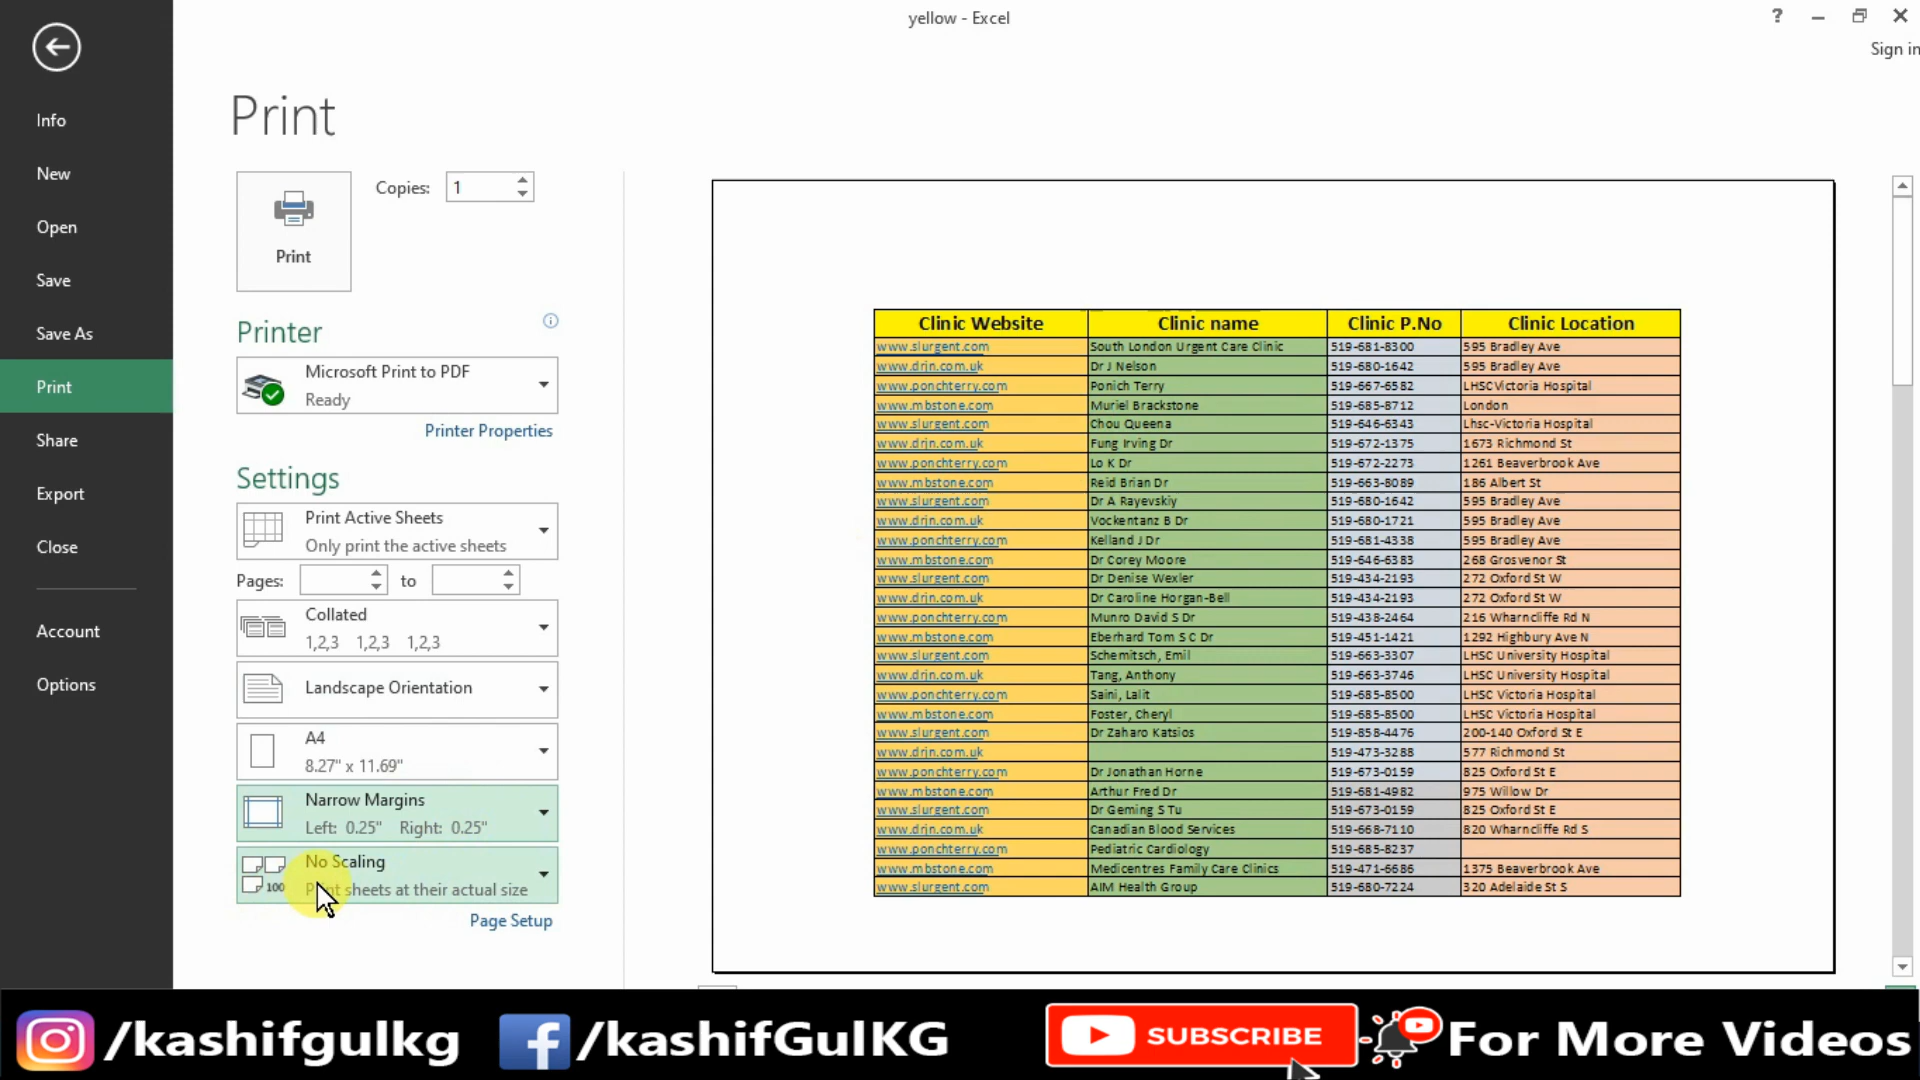 yellow - Excel
Sign in
Info
New
Open
Save
Save As
Print
Share
Export
Close
Account
Options
Print
Print
Copies: 1
Printer
Microsoft Print to PDF
Ready
Printer Properties
Settings
Print Active Sheets
Only print the active sheets
Pages: to
Collated
1,2,3 1,2,3 1,2,3
Landscape Orientation
A4
8.27" x 11.69"
Narrow Margins
Left: 0.25" Right: 0.25"
No Scaling
100 Print sheets at their actual size
Page Setup
Clinic Website Clinic name Clinic P.No Clinic Location
www.slurgent.com South London Urgent Care Clinic 519-681-8300 595 Bradley Ave
www.drjn.com.uk Dr J Nelson 519-680-1642 595 Bradley Ave
www.ponchterry.com Ponich Terry 519-667-6582 LHSCVictoria Hospital
www.mbstone.com Muriel Brackstone 519-685-8712 London
www.slurgent.com Chou Queena 519-646-6343 Lhsc-Victoria Hospital
www.drjn.com.uk Fung Irving Dr 519-672-1375 1673 Richmond St
www.ponchterry.com Lo K Dr 519-672-2273 1261 Beaverbrook Ave
www.mbstone.com Reid Brian Dr 519-663-8089 186 Albert St
www.slurgent.com Dr A Rayevskiy 519-680-1642 595 Bradley Ave
www.drjn.com.uk Vockentanz B Dr 519-680-1721 595 Bradley Ave
www.ponchterry.com Kelland J Dr 519-681-4338 595 Bradley Ave
www.mbstone.com Dr Corey Moore 519-646-6383 268 Grosvenor St
www.slurgent.com Dr Denise Wexler 519-434-2193 272 Oxford St W
www.drjn.com.uk Dr Caroline Horgan-Bell 519-434-2193 272 Oxford St W
www.ponchterry.com Munro David S Dr 519-438-2464 216 Wharncliffe Rd N
www.mbstone.com Eberhard Tom S C Dr 519-451-1421 1292 Highbury Ave N
www.slurgent.com Schemitsch, Emil 519-663-3307 LHSC University Hospital
www.drjn.com.uk Tang, Anthony 519-663-3746 LHSC University Hospital
www.ponchterry.com Saini, Lalit 519-685-8500 LHSC Victoria Hospital
www.mbstone.com Foster, Cheryl 519-685-8500 LHSC Victoria Hospital
www.slurgent.com Dr Zaharo Katsios 519-858-4476 200-140 Oxford St E
www.drjn.com.uk 519-473-3288 577 Richmond St
www.ponchterry.com Dr Jonathan Horne 519-673-0159 825 Oxford St E
www.mbstone.com Arthur Fred Dr 519-681-4982 975 Willow Dr
www.slurgent.com Dr Geming S Tu 519-673-0159 825 Oxford St E
www.drjn.com.uk Canadian Blood Services 519-668-7110 820 Wharncliffe Rd S
www.ponchterry.com Pediatric Cardiology 519-685-8237
www.mbstone.com Medicentres Family Care Clinics 519-471-6686 1375 Beaverbrook Ave
www.slurgent.com AIM Health Group 519-680-7224 320 Adelaide St S
/kashifgulkg /kashifGulKG SUBSCRIBE For More Videos